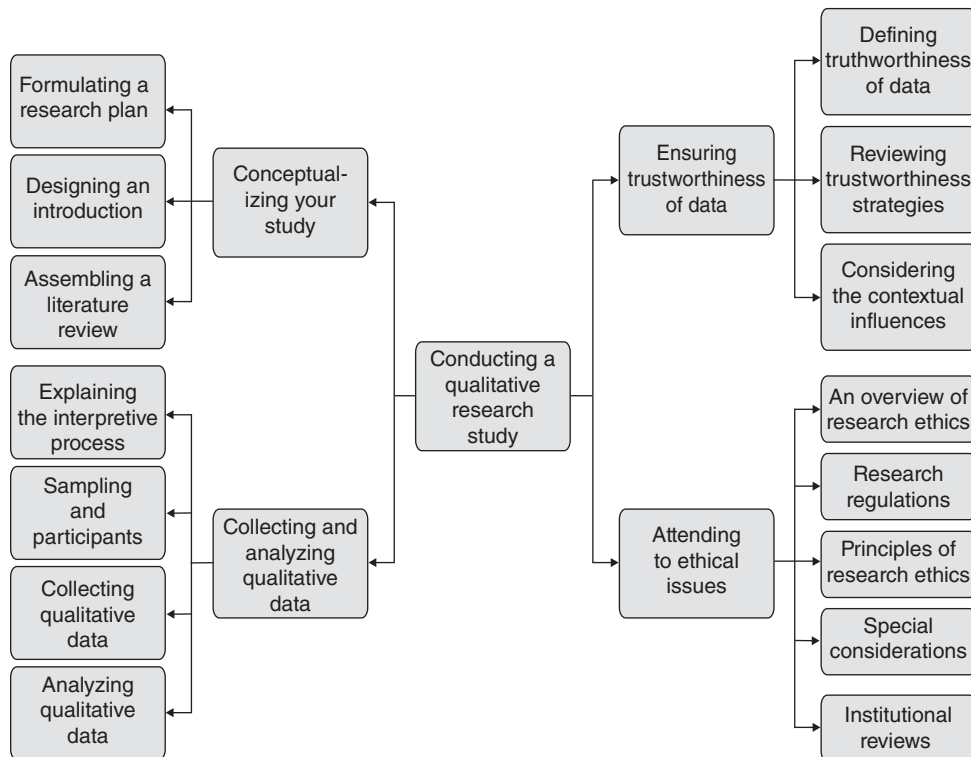 Formulating a
research plan
Designing an
introduction
Assembling a
literature
review
Conceptual-
izing your
study
Explaining
the interpretive
process
Sampling
and
participants
Collecting
qualitative
data
Analyzing
qualitative
data
Collecting and
analyzing
qualitative
data
Conducting a
qualitative
research
study
Ensuring
trustworthiness
of data
Defining
truthworthiness
of data
Reviewing
trustworthiness
strategies
Considering
the contextual
influences
Attending
to ethical
issues
An overview of
research ethics
Research
regulations
Principles of
research ethics
Special
considerations
Institutional
reviews